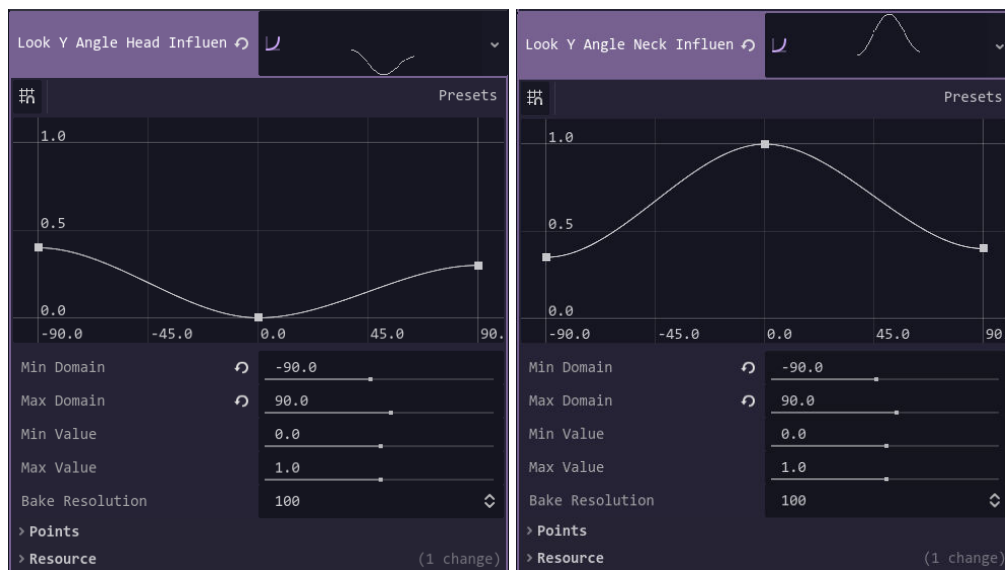 Look Y Angle Head Influen
Presets
1.0
0.5
0.0
-90.0 -45.0 0.0 45.0 90.
Min Domain -90.0
Max Domain 90.0
Min Value 0.0
Max Value 1.0
Bake Resolution 100
Points
Resource (1 change)
Look Y Angle Neck Influen
Presets
1.0
0.5
0.0
-90.0 -45.0 0.0 45.0 90
Min Domain -90.0
Max Domain 90.0
Min Value 0.0
Max Value 1.0
Bake Resolution 100
Points
Resource (1 change)